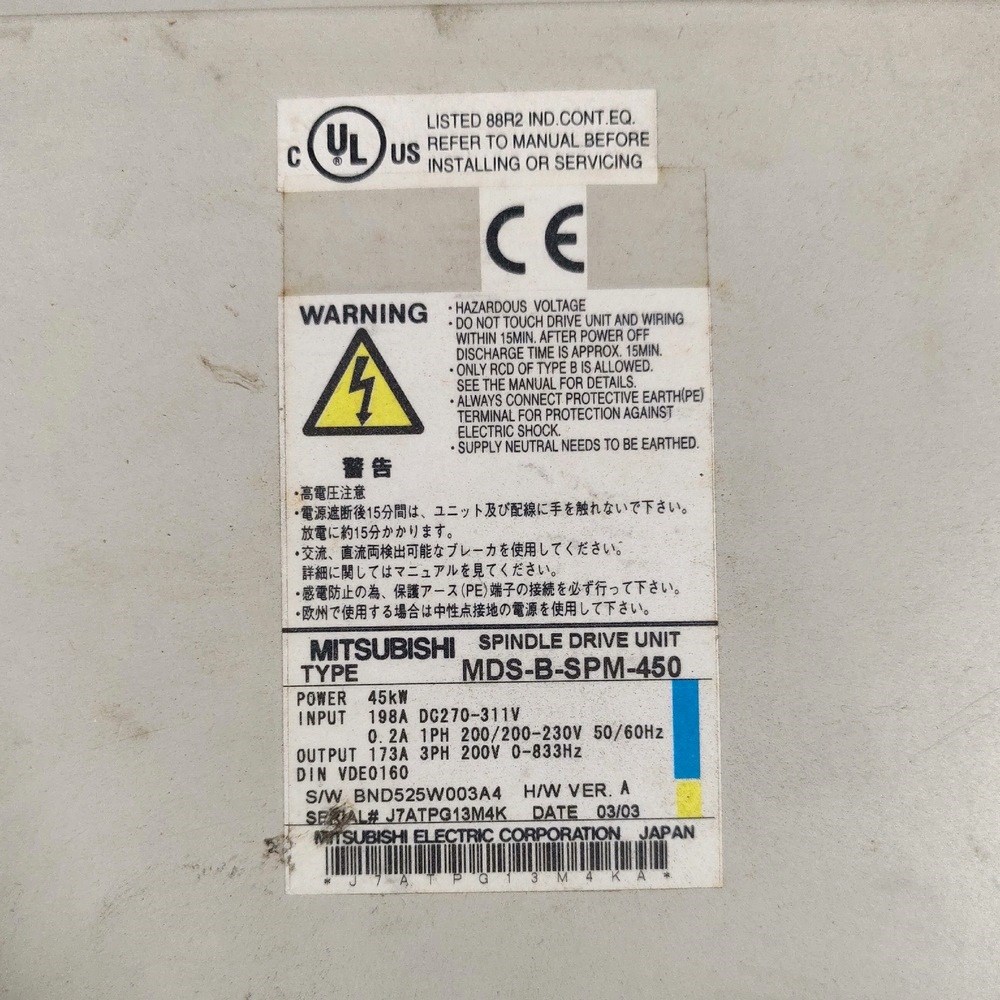 C UL ® US
LISTED 88R2 IND.CONT.EQ.
REFER TO MANUAL BEFORE
INSTALLING OR SERVICING
CE
WARNING
・HAZARDOUS VOLTAGE
・DO NOT TOUCH DRIVE UNIT AND WIRING
WITHIN 15MIN. AFTER POWER OFF
DISCHARGE TIME IS APPROX. 15MIN.
・ONLY RCD OF TYPE B IS ALLOWED.
SEE THE MANUAL FOR DETAILS.
・ALWAYS CONNECT PROTECTIVE EARTH(PE)
TERMINAL FOR PROTECTION AGAINST
ELECTRIC SHOCK.
・SUPPLY NEUTRAL NEEDS TO BE EARTHED.
警告
・高電圧注意
・電源遮断後15分間は、ユニット及び配線に手を触れないで下さい。
放電に約15分かかります。
・交流、直流両検出可能なブレーカを使用してください。
詳細に関してはマニュアルを見てください。
・感電防止の為、保護アース(PE)端子の接続を必ず行って下さい。
・欧州で使用する場合は中性点接地の電源を使用して下さい。
MITSUBISHI SPINDLE DRIVE UNIT
TYPE MDS-B-SPM-450
POWER 45kW
INPUT 198A DC270-311V
0.2A 1PH 200/200-230V 50/60Hz
OUTPUT 173A 3PH 200V 0-833Hz
DIN VDE0160
S/W BND525W003A4 H/W VER. A
SERIAL# J7ATPG13M4K DATE 03/03
MITSUBISHI ELECTRIC CORPORATION JAPAN
*J7ATPG13M4KA*